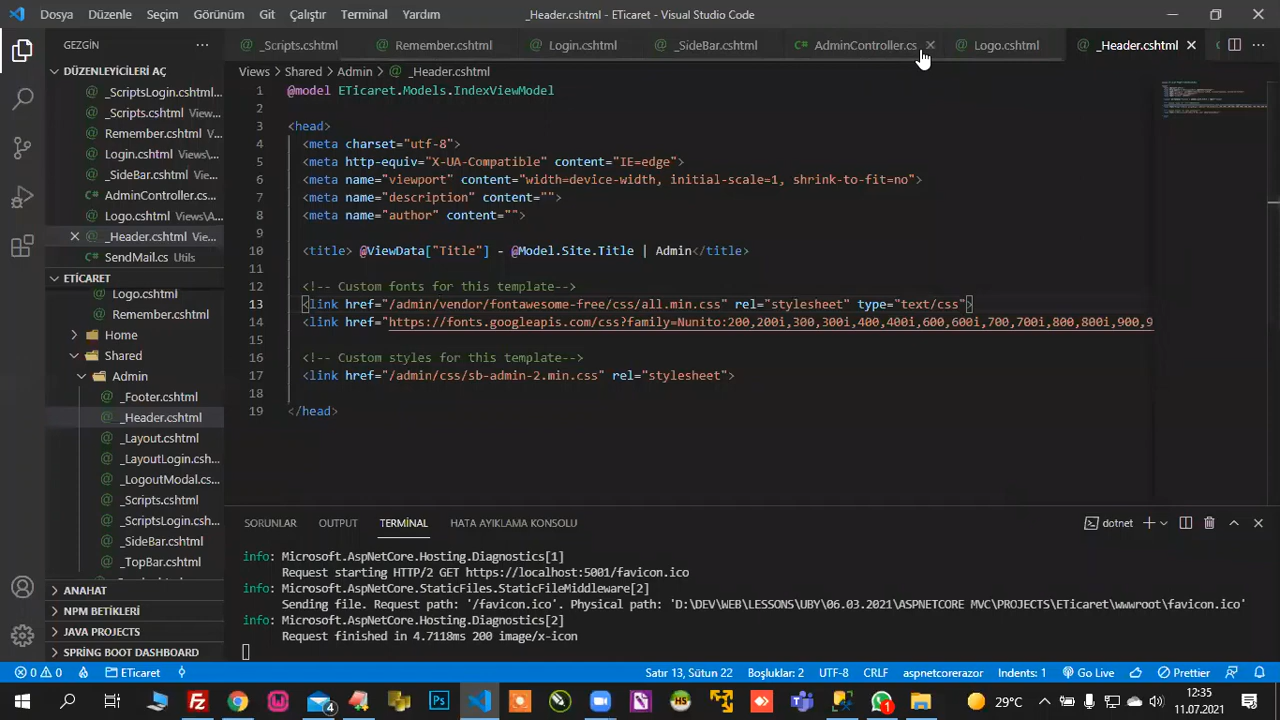 Dosya Düzenle Seçim Görünüm Git Çalıştır Terminal Yardım _Header.cshtml - ETicaret - Visual Studio Code
GEZGİN ··· _Scripts.cshtml Remember.cshtml Login.cshtml _SideBar.cshtml AdminController.cs Logo.cshtml _Header.cshtml
DÜZENLEYİCİLERİ AÇ
_ScriptsLogin.cshtml...
_Scripts.cshtml View...
Remember.cshtml Vi...
Login.cshtml Views\...
_SideBar.cshtml View...
AdminController.cs...
Logo.cshtml Views\A...
_Header.cshtml Vie...
SendMail.cs Utils
ETİCARET
Logo.cshtml
Remember.cshtml
Home
Shared
Admin
_Footer.cshtml
_Header.cshtml
_Layout.cshtml
_LayoutLogin.csh...
_LogoutModal.cs...
_Scripts.cshtml
_ScriptsLogin.csh...
_SideBar.cshtml
_TopBar.cshtml
ANAHAT
NPM BETİKLERİ
JAVA PROJECTS
SPRING BOOT DASHBOARD
Views > Shared > Admin > _Header.cshtml
1 @model ETicaret.Models.IndexViewModel
2
3 <head>
4 <meta charset="utf-8">
5 <meta http-equiv="X-UA-Compatible" content="IE=edge">
6 <meta name="viewport" content="width=device-width, initial-scale=1, shrink-to-fit=no">
7 <meta name="description" content="">
8 <meta name="author" content="">
9
10 <title> @ViewData["Title"] - @Model.Site.Title | Admin</title>
11
12 <!-- Custom fonts for this template-->
13 <link href="/admin/vendor/fontawesome-free/css/all.min.css" rel="stylesheet" type="text/css">
14 <link href="https://fonts.googleapis.com/css?family=Nunito:200,200i,300,300i,400,400i,600,600i,700,700i,800,800i,900,9
15
16 <!-- Custom styles for this template-->
17 <link href="/admin/css/sb-admin-2.min.css" rel="stylesheet">
18
19 </head>
SORUNLAR OUTPUT TERMİNAL HATA AYIKLAMA KONSOLU dotnet
info: Microsoft.AspNetCore.Hosting.Diagnostics[1]
Request starting HTTP/2 GET https://localhost:5001/favicon.ico
info: Microsoft.AspNetCore.StaticFiles.StaticFileMiddleware[2]
Sending file. Request path: '/favicon.ico'. Physical path: 'D:\DEV\WEB\LESSONS\UBY\06.03.2021\ASPNETCORE MVC\PROJECTS\ETicaret\wwwroot\favicon.ico'
info: Microsoft.AspNetCore.Hosting.Diagnostics[2]
Request finished in 4.7118ms 200 image/x-icon
0 0 ETicaret Satır 13, Sütun 22 Boşluklar: 2 UTF-8 CRLF aspnetcorerazor Indents: 1 Go Live Prettier
29°C 12:35
11.07.2021